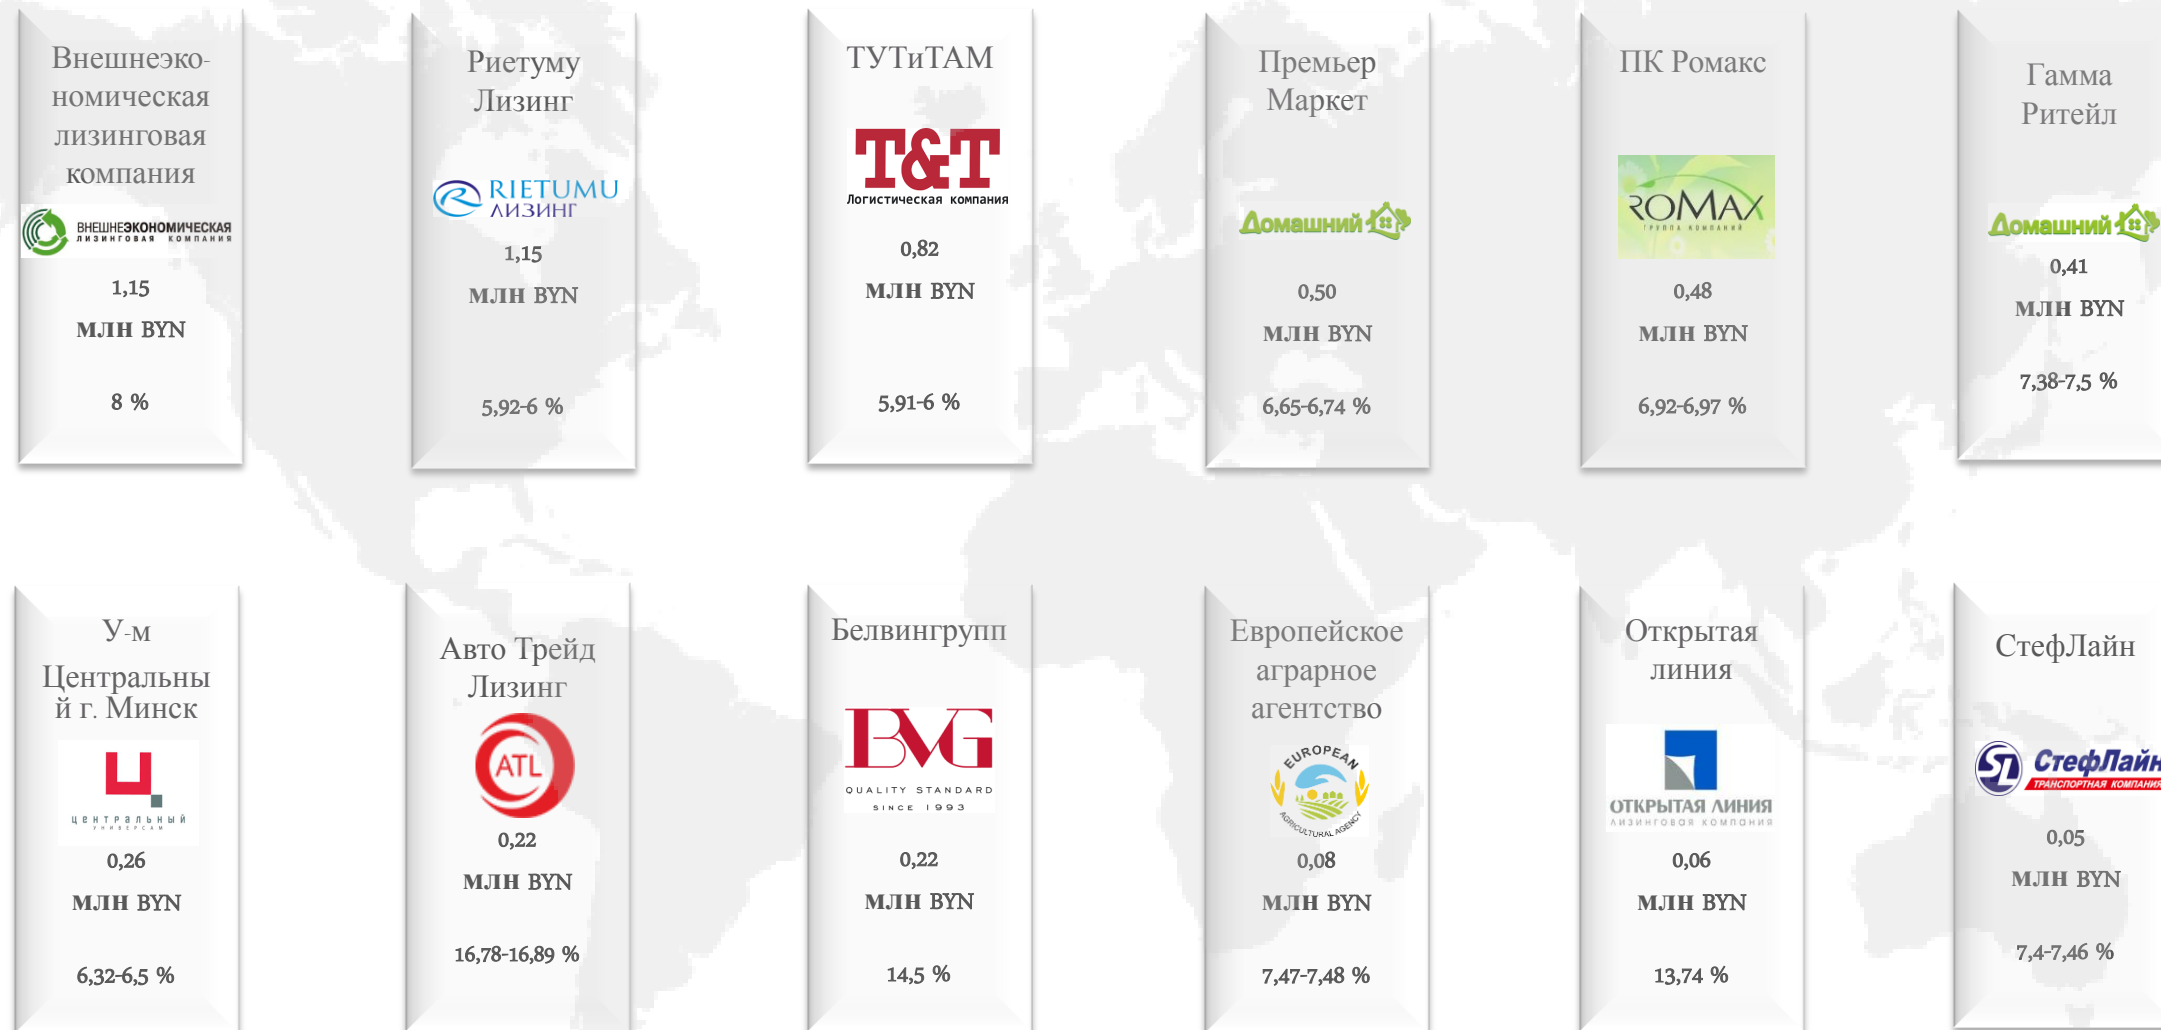 Внешнеэко-
номическая
лизинговая
компания
ВНЕШНЕЭКОНОМИЧЕСКАЯ
ЛИЗИНГОВАЯ КОМПАНИЯ
1,15
млн BYN
8 %
Риетуму
Лизинг
RIETUMU
ЛИЗИНГ
1,15
млн BYN
5,92-6 %
ТУТиТАМ
T&T
Логистическая компания
0,82
млн BYN
5,91-6 %
Премьер
Маркет
Домашний
0,50
млн BYN
6,65-6,74 %
ПК Ромакс
ROMAX
ГРУППА КОМПАНИЙ
0,48
млн BYN
6,92-6,97 %
Гамма
Ритейл
Домашний
0,41
млн BYN
7,38-7,5 %
У-м
Центральны
й г. Минск
Ц
центральный
УНИВЕРСАМ
0,26
млн BYN
6,32-6,5 %
Авто Трейд
Лизинг
ATL
0,22
млн BYN
16,78-16,89 %
Белвингрупп
BVG
QUALITY STANDARD
SINCE 1993
0,22
млн BYN
14,5 %
Европейское
аграрное
агентство
EUROPEAN
AGRICULTURAL AGENCY
0,08
млн BYN
7,47-7,48 %
Открытая
линия
ОТКРЫТАЯ ЛИНИЯ
ЛИЗИНГОВАЯ КОМПАНИЯ
0,06
млн BYN
13,74 %
СтефЛайн
SL СтефЛайн
ТРАНСПОРТНАЯ КОМПАНИЯ
0,05
млн BYN
7,4-7,46 %